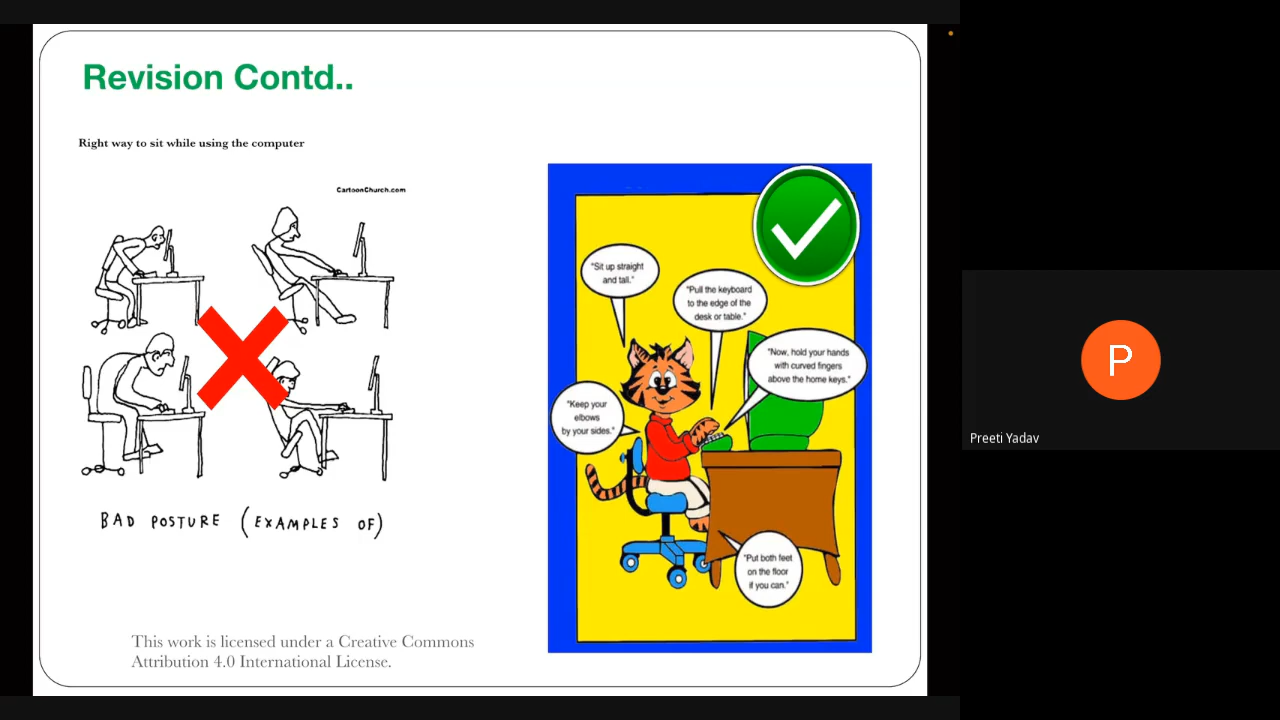 Revision Contd..
Right way to sit while using the computer
CartoonChurch.com
BAD POSTURE (EXAMPLES OF)
"Sit up straight
and tall."
"Pull the keyboard
to the edge of the
desk or table."
"Now, hold your hands
with curved fingers
above the home keys."
"Keep your
elbows
by your sides."
"Put both feet
on the floor
if you can."
This work is licensed under a Creative Commons
Attribution 4.0 International License.
P
Preeti Yadav